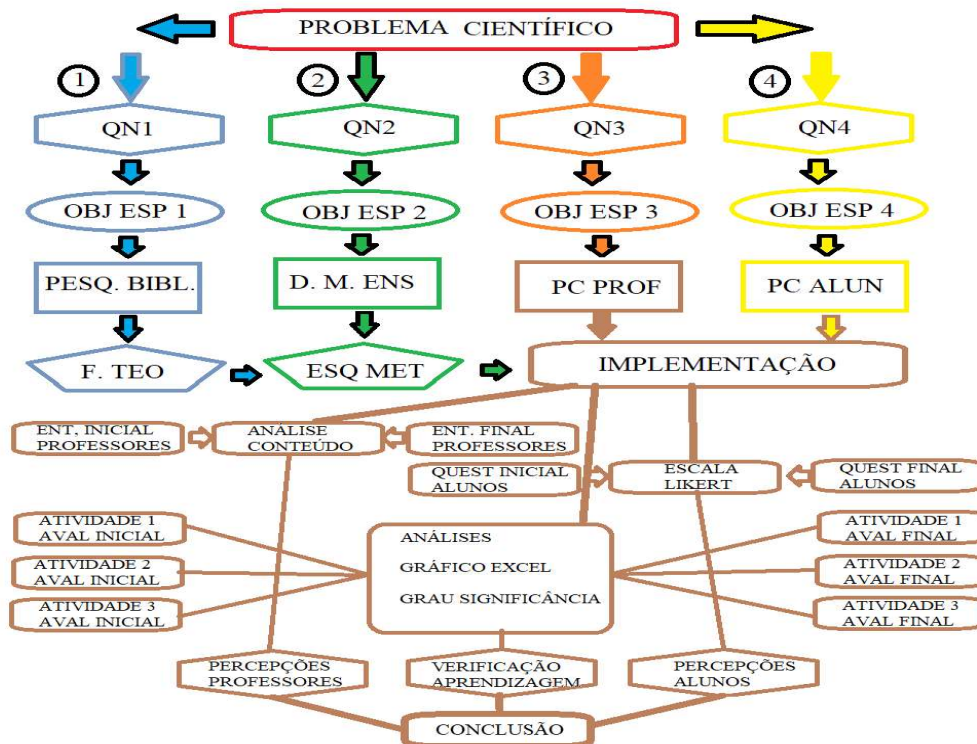 PROBLEMA CIENTÍFICO
1
2
3
4
QN1
QN2
QN3
QN4
OBJ ESP 1
OBJ ESP 2
OBJ ESP 3
OBJ ESP 4
PESQ. BIBL.
D. M. ENS
PC PROF
PC ALUN
F. TEO
ESQ MET
IMPLEMENTAÇÃO
ENT, INICIAL
PROFESSORES
ANÁLISE
CONTEÚDO
ENT. FINAL
PROFESSORES
QUEST INICIAL
ALUNOS
ESCALA
LIKERT
QUEST FINAL
ALUNOS
ATIVIDADE 1
AVAL INICIAL
ATIVIDADE 2
AVAL INICIAL
ATIVIDADE 3
AVAL INICIAL
ANÁLISES
GRÁFICO EXCEL
GRAU SIGNIFICÂNCIA
ATIVIDADE 1
AVAL FINAL
ATIVIDADE 2
AVAL FINAL
ATIVIDADE 3
AVAL FINAL
PERCEPÇÕES
PROFESSORES
VERIFICAÇÃO
APRENDIZAGEM
PERCEPÇÕES
ALUNOS
CONCLUSÃO